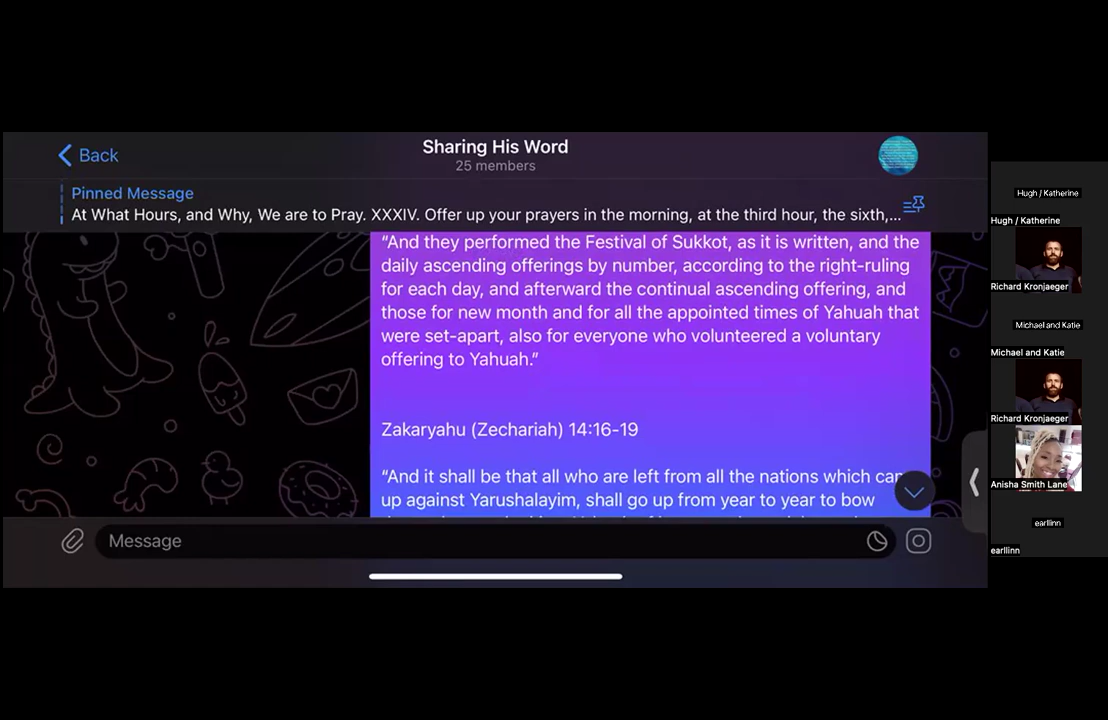 Back
Sharing His Word
25 members
Pinned Message
At What Hours, and Why, We are to Pray. XXXIV. Offer up your prayers in the morning, at the third hour, the sixth,...
“And they performed the Festival of Sukkot, as it is written, and the
daily ascending offerings by number, according to the right-ruling
for each day, and afterward the continual ascending offering, and
those for new month and for all the appointed times of Yahuah that
were set-apart, also for everyone who volunteered a voluntary
offering to Yahuah.”
Zakaryahu (Zechariah) 14:16-19
“And it shall be that all who are left from all the nations which
up against Yarushalayim, shall go up from year to year to bow
Message
Hugh / Katherine
Hugh / Katherine
Richard Kronjaeger
Michael and Katie
Michael and Katie
Richard Kronjaeger
Anisha Smith Lane
earllinn
earllinn